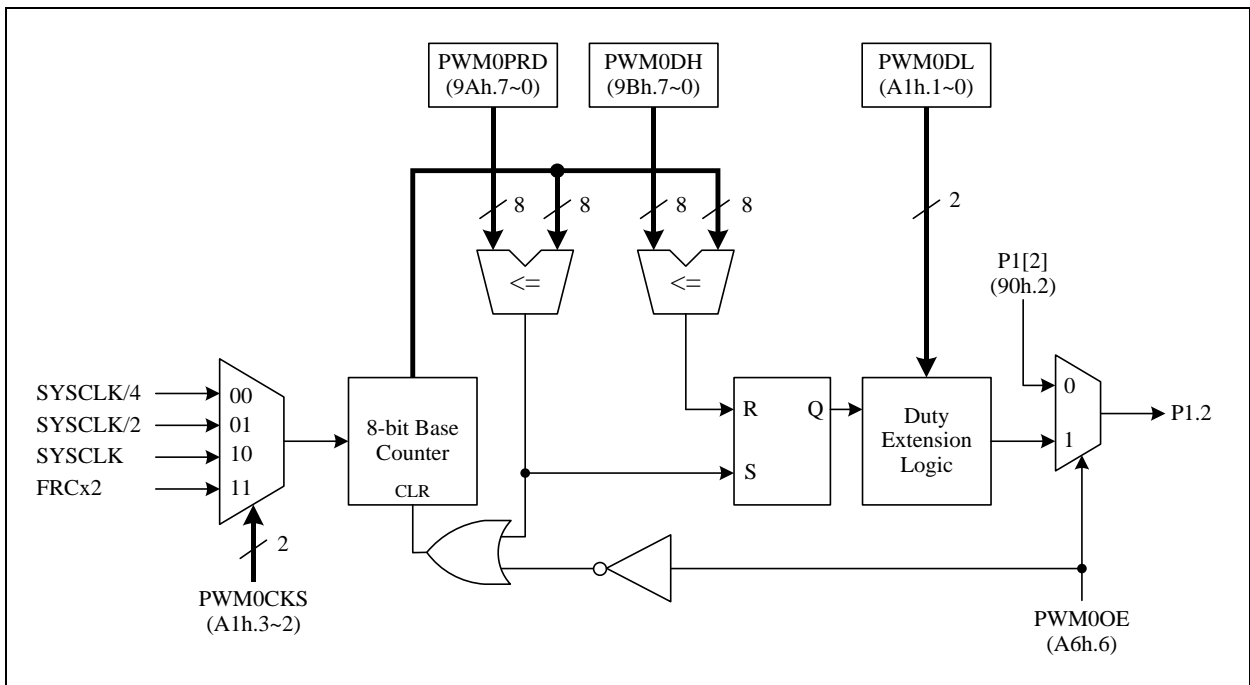 PWM0PRD
(9Ah.7~0)
PWM0DH
(9Bh.7~0)
PWM0DL
(A1h.1~0)
8
8
8
8
2
<=
<=
P1[2]
(90h.2)
SYSCLK/4
SYSCLK/2
SYSCLK
FRCx2
00
01
10
11
8-bit Base
Counter
CLR
R
Q
S
Duty
Extension
Logic
0
1
P1.2
2
PWM0CKS
(A1h.3~2)
PWM0OE
(A6h.6)